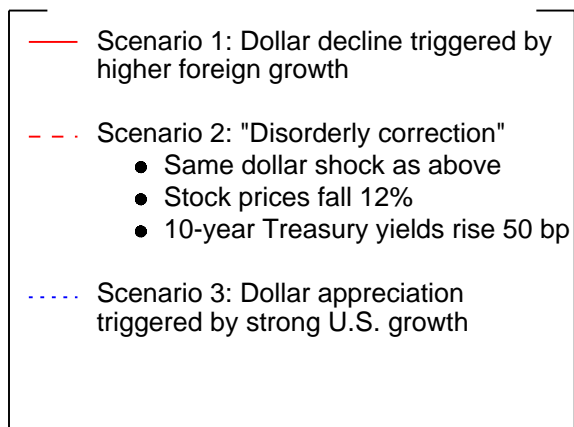 Scenario 1: Dollar decline triggered by
higher foreign growth
Scenario 2: "Disorderly correction"
● Same dollar shock as above
● Stock prices fall 12%
● 10-year Treasury yields rise 50 bp
Scenario 3: Dollar appreciation
triggered by strong U.S. growth